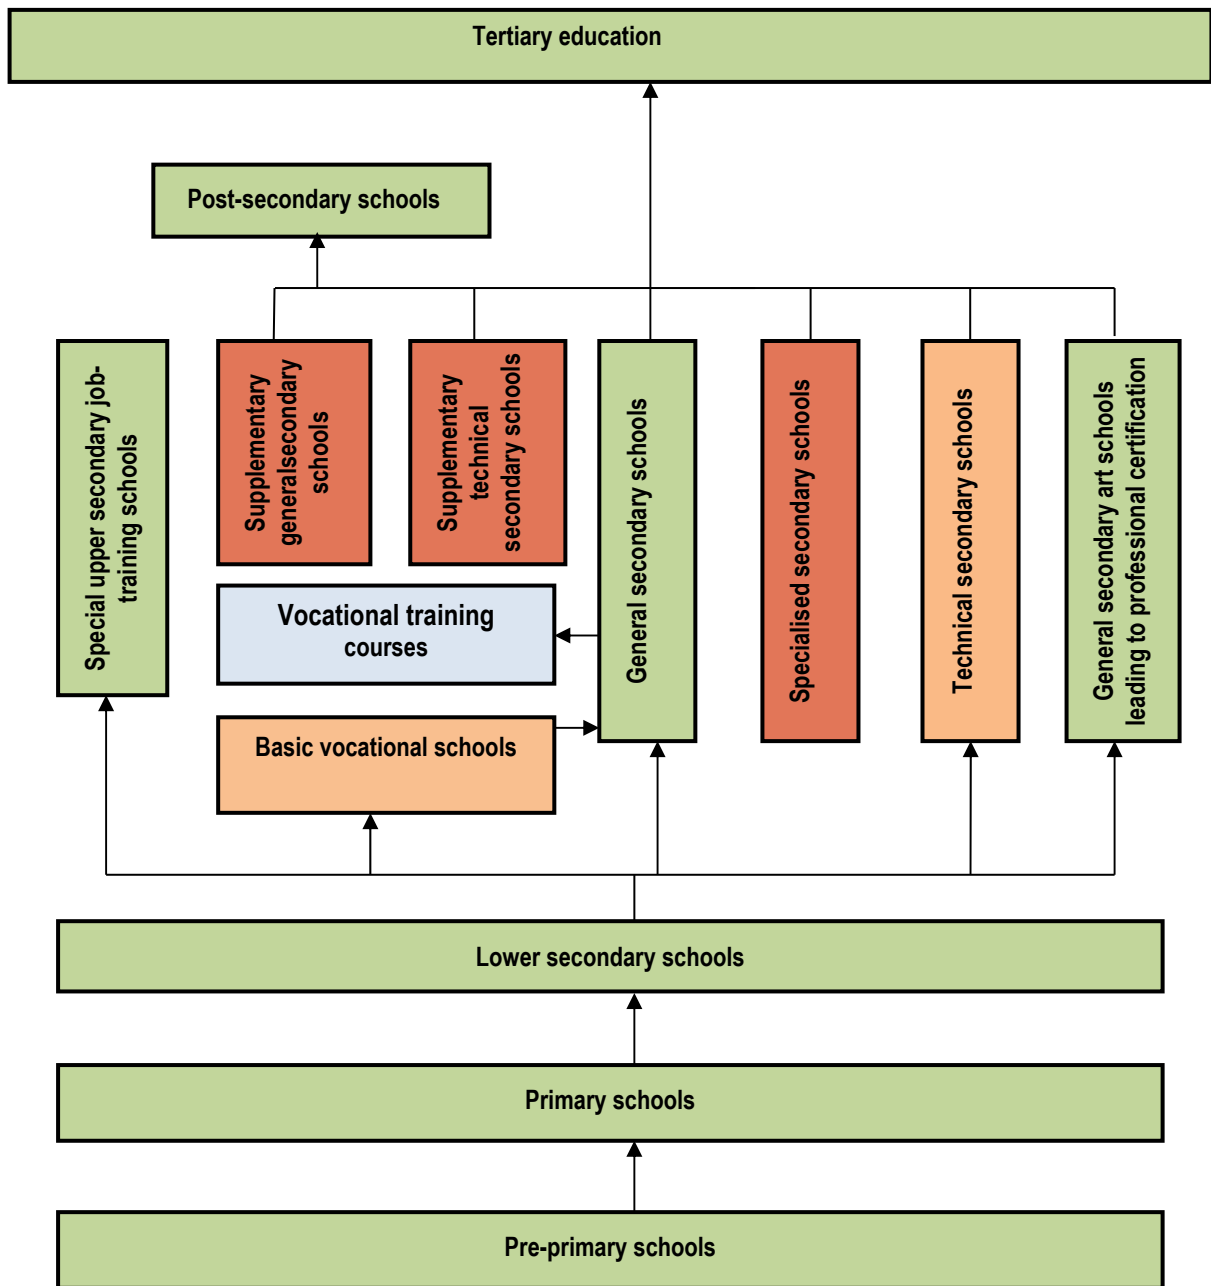 Tertiary education
Post-secondary schools
Special upper secondary job-
training schools
Supplementary
generalsecondary
schools
Supplementary
technical
secondary schools
General secondary schools
Specialised secondary schools
Technical secondary schools
General secondary art schools
leading to professional certification
Vocational training
courses
Basic vocational schools
Lower secondary schools
Primary schools
Pre-primary schools